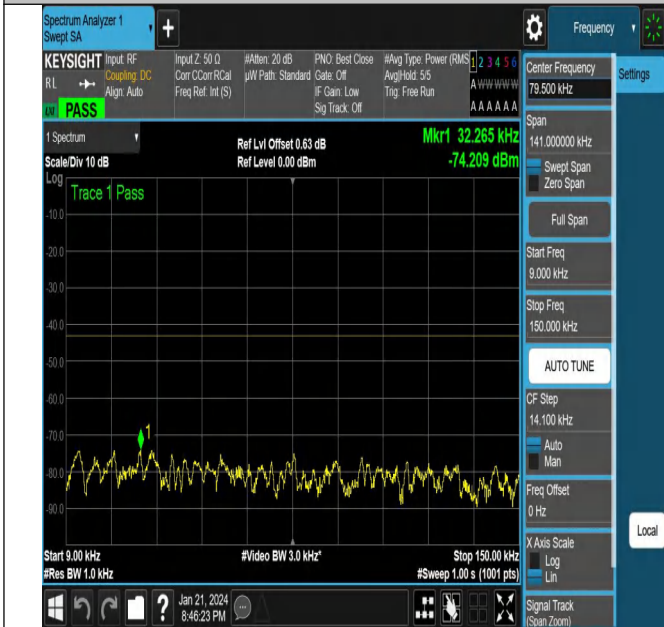 Spectrum Analyzer 1
Swept SA
+
Frequency
KEYSIGHT
RL
LXI
PASS
Input: RF
Coupling: DC
Align: Auto
Input Z: 50 Ω
Corr CCorr RCal
Freq Ref: Int (S)
#Atten: 20 dB
µW Path: Standard
PNO: Best Close
Gate: Off
IF Gain: Low
Sig Track: Off
#Avg Type: Power (RMS
Avg|Hold: 5/5
Trig: Free Run
1 2 3 4 5 6
A W W W W W
A A A A A A
1 Spectrum
Scale/Div 10 dB
Ref Lvl Offset 0.63 dB
Ref Level 0.00 dBm
Mkr1 32.265 kHz
-74.209 dBm
Log
Trace 1 Pass
-10.0
-20.0
-30.0
-40.0
-50.0
-60.0
-70.0
-80.0
-90.0
1
Start 9.00 kHz
#Res BW 1.0 kHz
#Video BW 3.0 kHz*
Stop 150.00 kHz
#Sweep 1.00 s (1001 pts)
?
Jan 21, 2024
8:46:23 PM
Center Frequency
79.500 kHz
Settings
Span
141.000000 kHz
Swept Span
Zero Span
Full Span
Start Freq
9.000 kHz
Stop Freq
150.000 kHz
AUTO TUNE
CF Step
14.100 kHz
Auto
Man
Freq Offset
0 Hz
X Axis Scale
Log
Lin
Local
Signal Track
(Span Zoom)